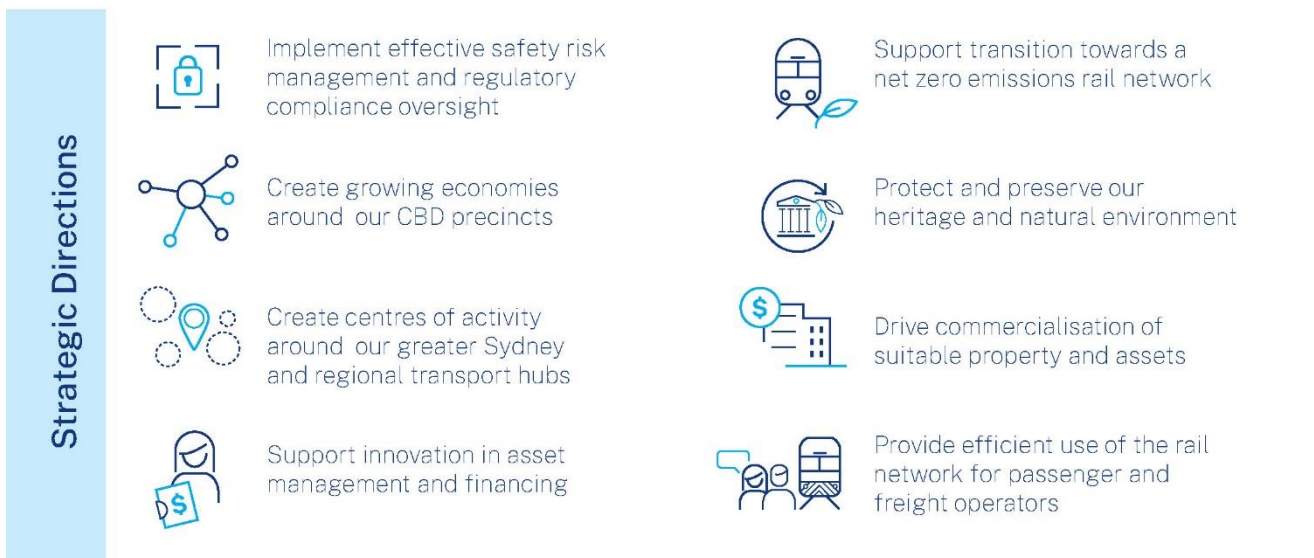 Strategic Directions
Implement effective safety risk
management and regulatory
compliance oversight
Create growing economies
around our CBD precincts
Create centres of activity
around our greater Sydney
and regional transport hubs
$
Support innovation in asset
management and financing
Support transition towards a
net zero emissions rail network
Protect and preserve our
heritage and natural environment
$
Drive commercialisation of
suitable property and assets
Provide efficient use of the rail
network for passenger and
freight operators